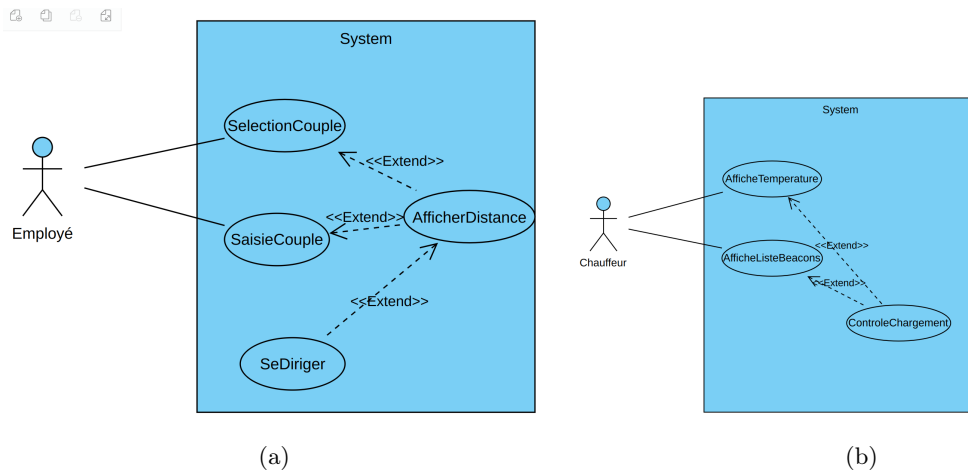 System
SelectionCouple
<<Extend>>
Employé
SaisieCouple
<<Extend>>
AfficherDistance
<<Extend>>
SeDiriger
(a)
System
AfficheTemperature
Chauffeur
<<Extend>>
AfficheListeBeacons
<<Extend>>
ControleChargement
(b)